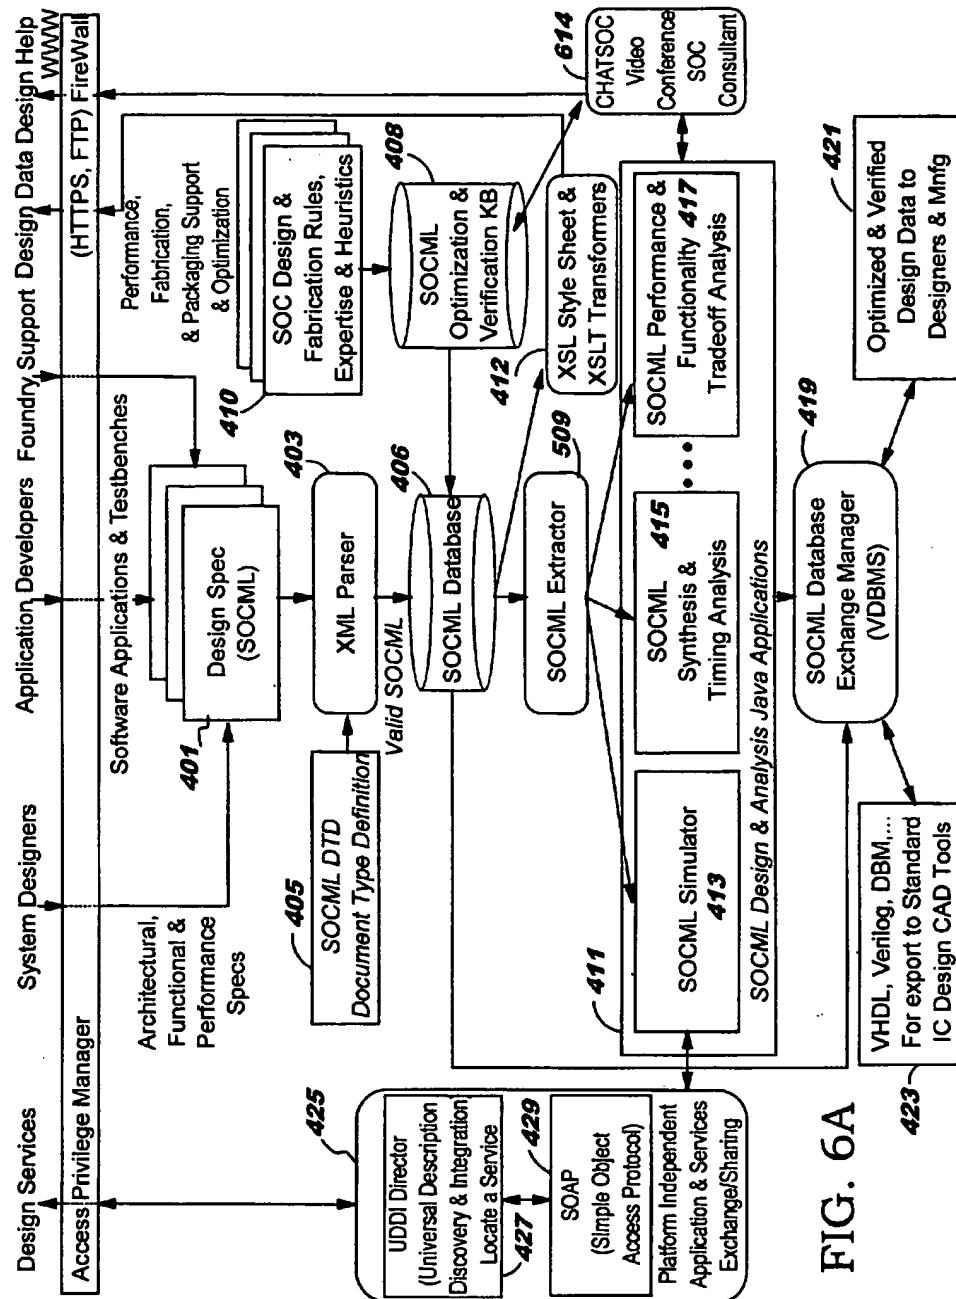 Design Services
System Designers
Application Developers
Foundry Support
Design Data
Design Help
WWW
Access Privilege Manager
(HTTPS, FTP) FireWall
Architectural,
Functional &
Performance
Specs
Software Applications & Testbenches
Performance,
Fabrication,
& Packaging Support
& Optimization
401
Design Spec
(SOCML)
410
SOC Design &
Fabrication Rules,
Expertise & Heuristics
405
SOCML DTD
Document Type Definition
403
XML Parser
Valid SOCML
408
SOCML
Optimization &
Verification KB
406
SOCML Database
412
XSL Style Sheet &
XSLT Transformers
614
CHATSOC
Video
Conference
SOC
Consultant
509
SOCML Extractor
425
UDDI Director
(Universal Description
Discovery & Integration
Locate a Service
427
429
SOAP
(Simple Object
Access Protocol)
Platform Independent
Application & Services
Exchange/Sharing
411
SOCML Simulator
413
415
SOCML
Synthesis &
Timing Analysis
SOCML Performance &
Functionality 417
Tradeoff Analysis
SOCML Design & Analysis Java Applications
419
SOCML Database
Exchange Manager
(VDBMS)
421
Optimized & Verified
Design Data to
Designers & Mnfg
423
VHDL, Verilog, DBM,...
For export to Standard
IC Design CAD Tools
FIG. 6A